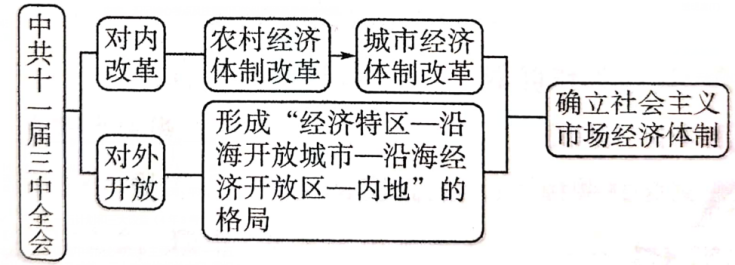 中共十一届三中全会
对内
改革
农村经济
体制改革
城市经济
体制改革
对外
开放
形成“经济特区—沿
海开放城市—沿海经
济开放区—内地”的
格局
确立社会主义
市场经济体制